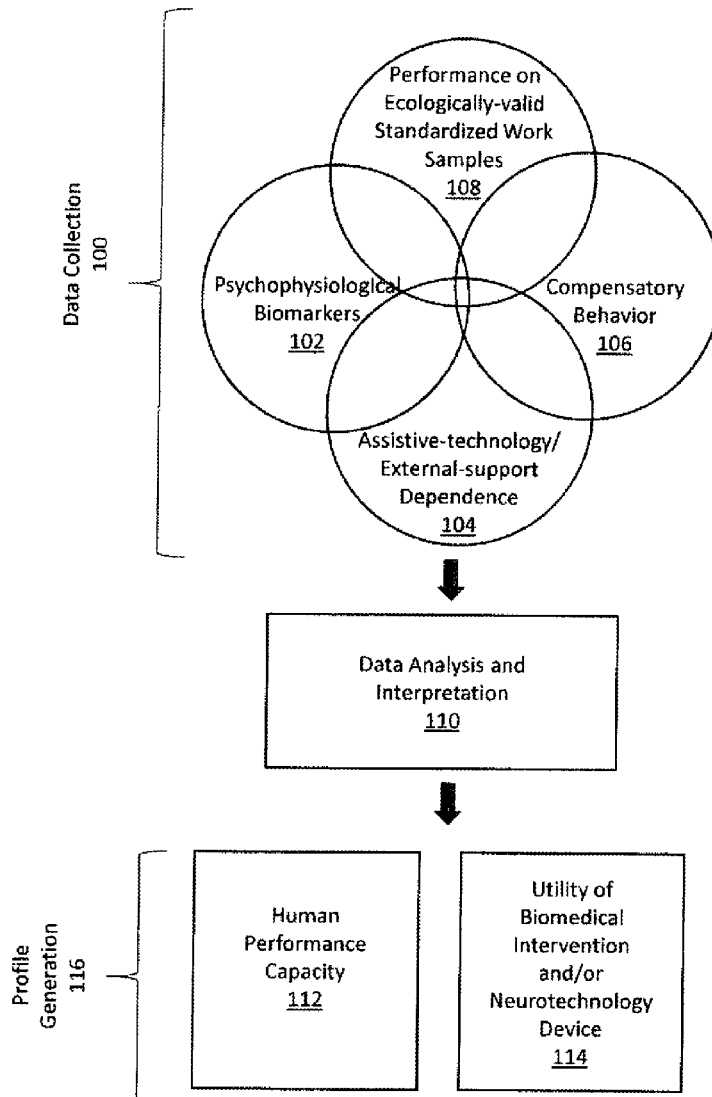 Performance on
Ecologically-valid
Standardized Work
Samples
108
Data Collection
100
Psychophysiological
Biomarkers
102
Compensatory
Behavior
106
Assistive-technology/
External-support
Dependence
104
Data Analysis and
Interpretation
110
Profile
Generation
116
Human
Performance
Capacity
112
Utility of
Biomedical
Intervention
and/or
Neurotechnology
Device
114